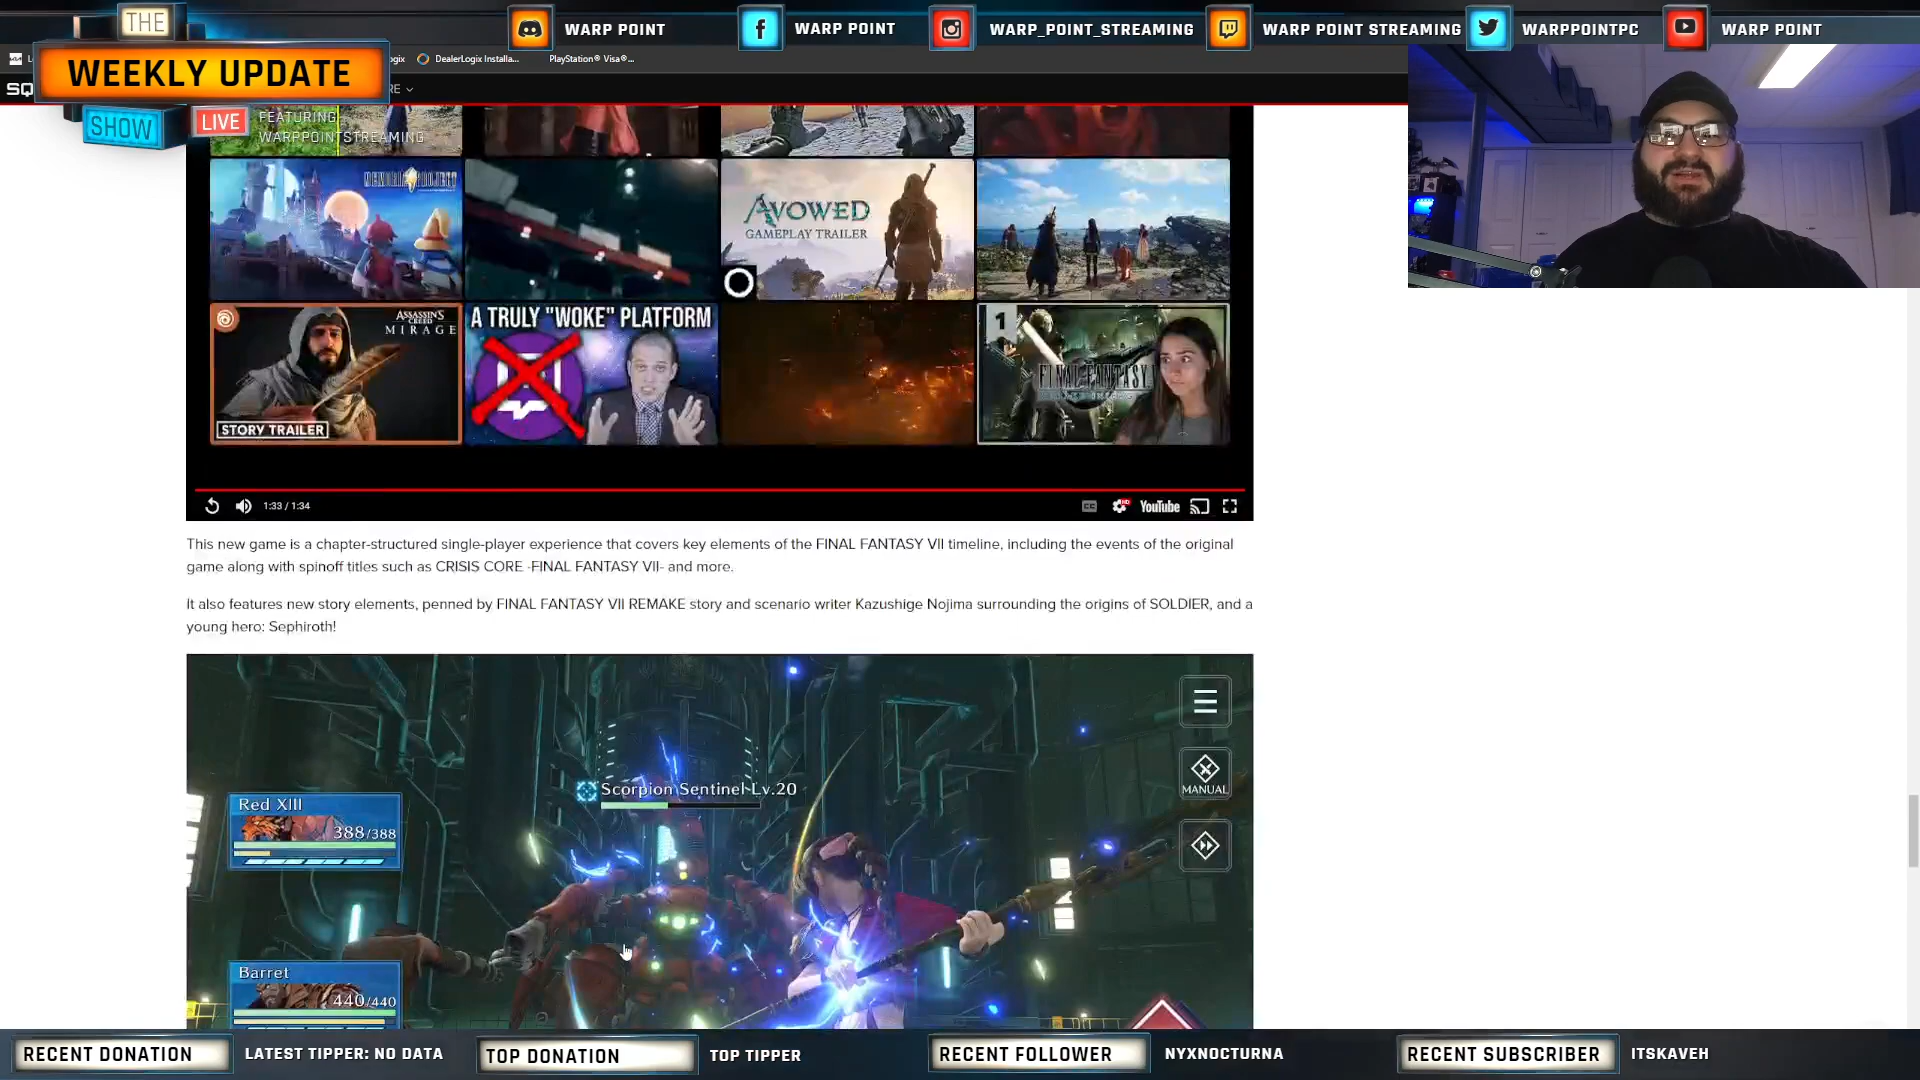 THE
WEEKLY UPDATE
SHOW
LIVE
FEATURING
WARPPOINTSTREAMING
WARP POINT
WARP POINT
WARP_POINT_STREAMING
WARP POINT STREAMING
WARPPOINTPC
WARP POINT
DealerLogix Installa...
PlayStation® Visa®...
SQ
RE
AVOWED
GAMEPLAY TRAILER
ASSASSIN'S
CREED
MIRAGE
STORY TRAILER
A TRULY "WOKE" PLATFORM
1
FINAL FANTASY
1:33 / 1:34
CC
HD
YouTube
This new game is a chapter-structured single-player experience that covers key elements of the FINAL FANTASY VII timeline, including the events of the original
game along with spinoff titles such as CRISIS CORE -FINAL FANTASY VII- and more.
It also features new story elements, penned by FINAL FANTASY VII REMAKE story and scenario writer Kazushige Nojima surrounding the origins of SOLDIER, and a
young hero: Sephiroth!
Scorpion Sentinel Lv.20
MANUAL
Red XIII
388/388
Barret
440/440
RECENT DONATION
LATEST TIPPER: NO DATA
TOP DONATION
TOP TIPPER
RECENT FOLLOWER
NYXNOCTURNA
RECENT SUBSCRIBER
ITSKAVEH